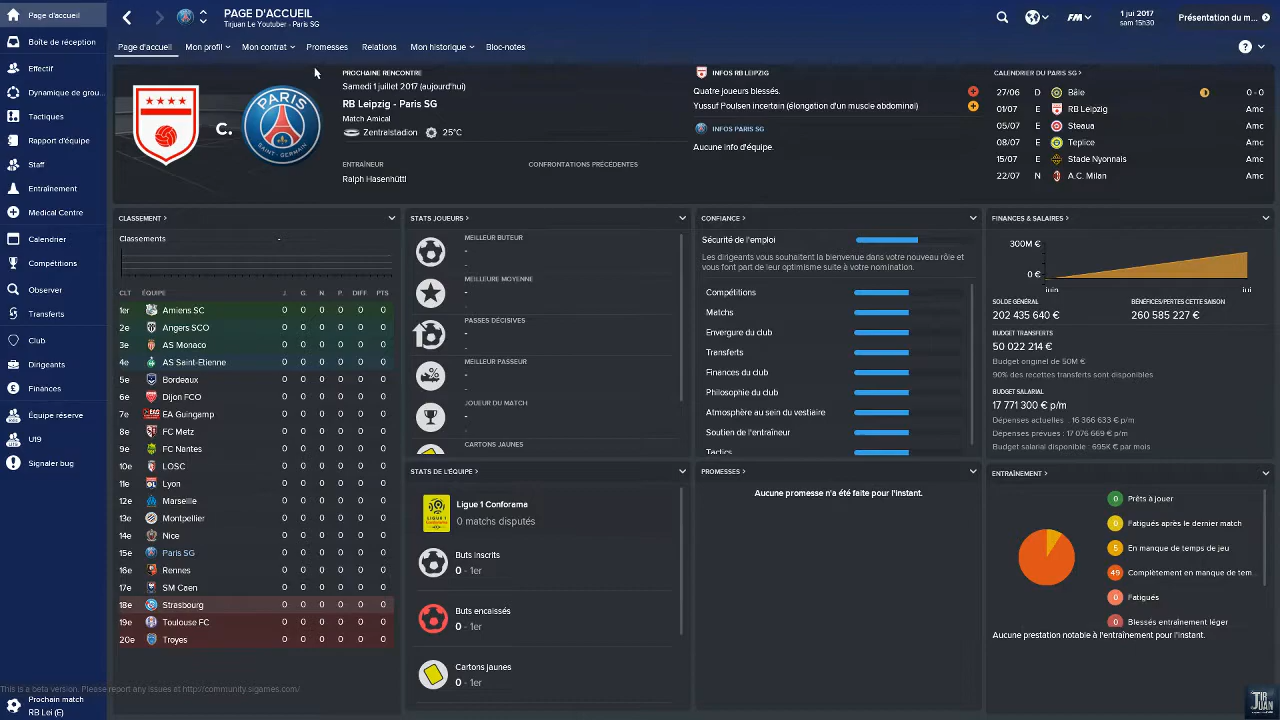 Page d'accueil
Boîte de réception
Effectif
Dynamique de grou...
Tactiques
Rapport d'équipe
Staff
Entraînement
Medical Centre
Calendrier
Compétitions
Observer
Transferts
Club
Dirigeants
Finances
Équipe réserve
U19
Signaler bug
Prochain match
RB Lei (E)
PAGE D'ACCUEIL
Tirjuan Le Youtuber - Paris SG
FM
1 jul 2017
sam 15h30
Présentation du m...
Page d'accueil Mon profil Mon contrat Promesses Relations Mon historique Bloc-notes
C.
PARIS
SAINT-GERMAIN
PROCHAINE RENCONTRE
Samedi 1 juillet 2017 (aujourd'hui)
RB Leipzig - Paris SG
Match Amical
Zentralstadion 25°C
ENTRAÎNEUR
Ralph Hasenhüttl
CONFRONTATIONS PRÉCÉDENTES
INFOS RB LEIPZIG
Quatre joueurs blessés.
Yussuf Poulsen incertain (élongation d'un muscle abdominal)
INFOS PARIS SG
Aucune info d'équipe.
CALENDRIER DU PARIS SG >
27/06 D Bâle 0 - 0
01/07 E RB Leipzig Amc
05/07 E Steaua Amc
08/07 E Teplice Amc
15/07 E Stade Nyonnais Amc
22/07 N A.C. Milan Amc
CLASSEMENT >
Classements -
CLT ÉQUIPE J. G. N. P. DIFF. PTS
1er Amiens SC 0 0 0 0 0 0
2e Angers SCO 0 0 0 0 0 0
3e AS Monaco 0 0 0 0 0 0
4e AS Saint-Etienne 0 0 0 0 0 0
5e Bordeaux 0 0 0 0 0 0
6e Dijon FCO 0 0 0 0 0 0
7e EA Guingamp 0 0 0 0 0 0
8e FC Metz 0 0 0 0 0 0
9e FC Nantes 0 0 0 0 0 0
10e LOSC 0 0 0 0 0 0
11e Lyon 0 0 0 0 0 0
12e Marseille 0 0 0 0 0 0
13e Montpellier 0 0 0 0 0 0
14e Nice 0 0 0 0 0 0
15e Paris SG 0 0 0 0 0 0
16e Rennes 0 0 0 0 0 0
17e SM Caen 0 0 0 0 0 0
18e Strasbourg 0 0 0 0 0 0
19e Toulouse FC 0 0 0 0 0 0
20e Troyes 0 0 0 0 0 0
This is a beta version. Please report any issues at http://community.sigames.com/
STATS JOUEURS >
MEILLEUR BUTEUR
-
-
MEILLEURE MOYENNE
-
-
PASSES DÉCISIVES
-
-
MEILLEUR PASSEUR
-
-
JOUEUR DU MATCH
-
-
CARTONS JAUNES
STATS DE L'ÉQUIPE >
Ligue 1 Conforama
0 matchs disputés
Buts inscrits
0 - 1er
Buts encaissés
0 - 1er
Cartons jaunes
0 - 1er
CONFIANCE >
Sécurité de l'emploi
Les dirigeants vous souhaitent la bienvenue dans votre nouveau rôle et
vous font part de leur optimisme suite à votre nomination.
Compétitions
Matchs
Envergure du club
Transferts
Finances du club
Philosophie du club
Atmosphère au sein du vestiaire
Soutien de l'entraîneur
Tactics
PROMESSES >
Aucune promesse n'a été faite pour l'instant.
FINANCES & SALAIRES >
300M €
0 €
juin jui
SOLDE GÉNÉRAL
202 435 640 €
BÉNÉFICES/PERTES CETTE SAISON
260 585 227 €
BUDGET TRANSFERTS
50 022 214 €
Budget originel de 50M €
90% des recettes transferts sont disponibles
BUDGET SALARIAL
17 771 300 € p/m
Dépenses actuelles : 16 366 633 € p/m
Dépenses prevues : 17 076 669 € p/m
Budget salarial disponible : 695K € par mois
ENTRAÎNEMENT >
0 Prêts à jouer
0 Fatigués après le dernier match
5 En manque de temps de jeu
49 Complètement en manque de tem...
0 Fatigués
0 Blessés entraînement léger
Aucune prestation notable à l'entraînement pour l'instant.